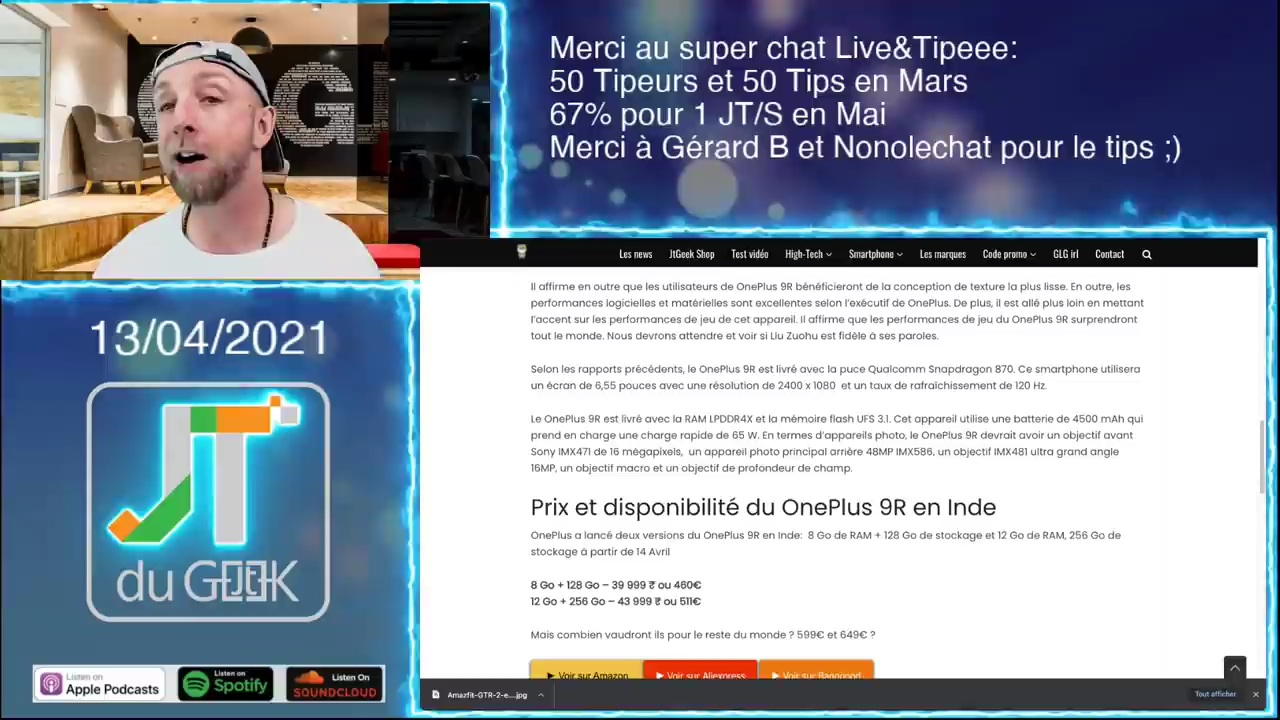 Merci au super chat Live&Tipeee:
50 Tipeurs et 50 Tips en Mars
67% pour 1 JT/S en Mai
Merci à Gérard B et Nonolechat pour le tips ;)
Les news JtGeek Shop Test vidéo High-Tech Smartphone Les marques Code promo GLG irl Contact
Il affirme en outre que les utilisateurs de OnePlus 9R bénéficieront de la conception de texture la plus lisse. En outre, les
performances logicielles et matérielles sont excellentes selon l'exécutif de OnePlus. De plus, il est allé plus loin en mettant
l'accent sur les performances de jeu de cet appareil. Il affirme que les performances de jeu du OnePlus 9R surprendront
tout le monde. Nous devrons attendre et voir si Liu Zuohu est fidèle à ses paroles.
Selon les rapports précédents, le OnePlus 9R est livré avec la puce Qualcomm Snapdragon 870. Ce smartphone utilisera
un écran de 6,55 pouces avec une résolution de 2400 x 1080 et un taux de rafraîchissement de 120 Hz.
Le OnePlus 9R est livré avec la RAM LPDDR4X et la mémoire flash UFS 3.1. Cet appareil utilise une batterie de 4500 mAh qui
prend en charge une charge rapide de 65 W. En termes d'appareils photo, le OnePlus 9R devrait avoir un objectif avant
Sony IMX471 de 16 mégapixels, un appareil photo principal arrière 48MP IMX586, un objectif IMX481 ultra grand angle
16MP, un objectif macro et un objectif de profondeur de champ.
Prix et disponibilité du OnePlus 9R en Inde
OnePlus a lancé deux versions du OnePlus 9R en Inde: 8 Go de RAM + 128 Go de stockage et 12 Go de RAM, 256 Go de
stockage à partir de 14 Avril
8 Go + 128 Go – 39 999 ₹ ou 460€
12 Go + 256 Go – 43 999 ₹ ou 511€
Mais combien vaudront ils pour le reste du monde ? 599€ et 649€ ?
Voir sur Amazon Voir sur Aliexpress Voir sur Banggood
Amazfit-GTR-2-e....jpg
Tout afficher
13/04/2021
JT
du GEEK
Listen on
Apple Podcasts
Listen on
Spotify
Listen On
SOUNDCLOUD